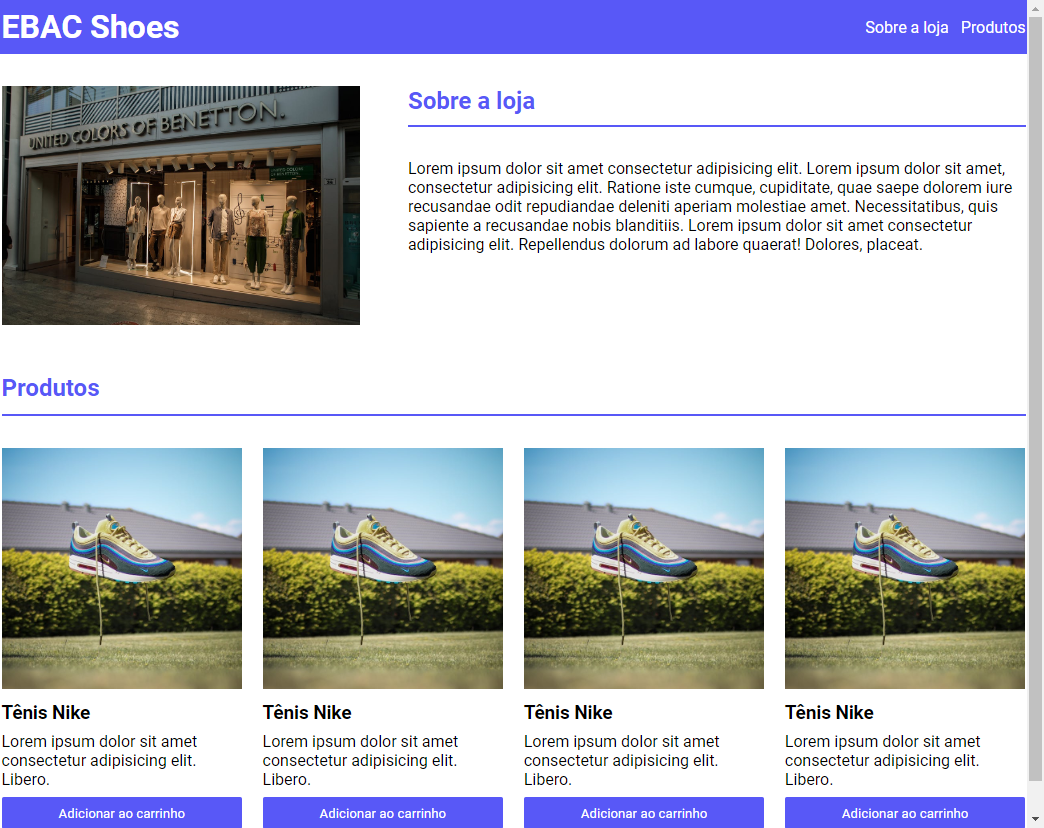 EBAC Shoes
Sobre a loja Produtos
UNITED COLORS OF BENETTON.
Sobre a loja
Lorem ipsum dolor sit amet consectetur adipisicing elit. Lorem ipsum dolor sit amet,
consectetur adipisicing elit. Ratione iste cumque, cupiditate, quae saepe dolorem iure
recusandae odit repudiandae deleniti aperiam molestiae amet. Necessitatibus, quis
sapiente a recusandae nobis blanditiis. Lorem ipsum dolor sit amet consectetur
adipisicing elit. Repellendus dolorum ad labore quaerat! Dolores, placeat.
Produtos
Tênis Nike
Lorem ipsum dolor sit amet
consectetur adipisicing elit.
Libero.
Adicionar ao carrinho
Tênis Nike
Lorem ipsum dolor sit amet
consectetur adipisicing elit.
Libero.
Adicionar ao carrinho
Tênis Nike
Lorem ipsum dolor sit amet
consectetur adipisicing elit.
Libero.
Adicionar ao carrinho
Tênis Nike
Lorem ipsum dolor sit amet
consectetur adipisicing elit.
Libero.
Adicionar ao carrinho